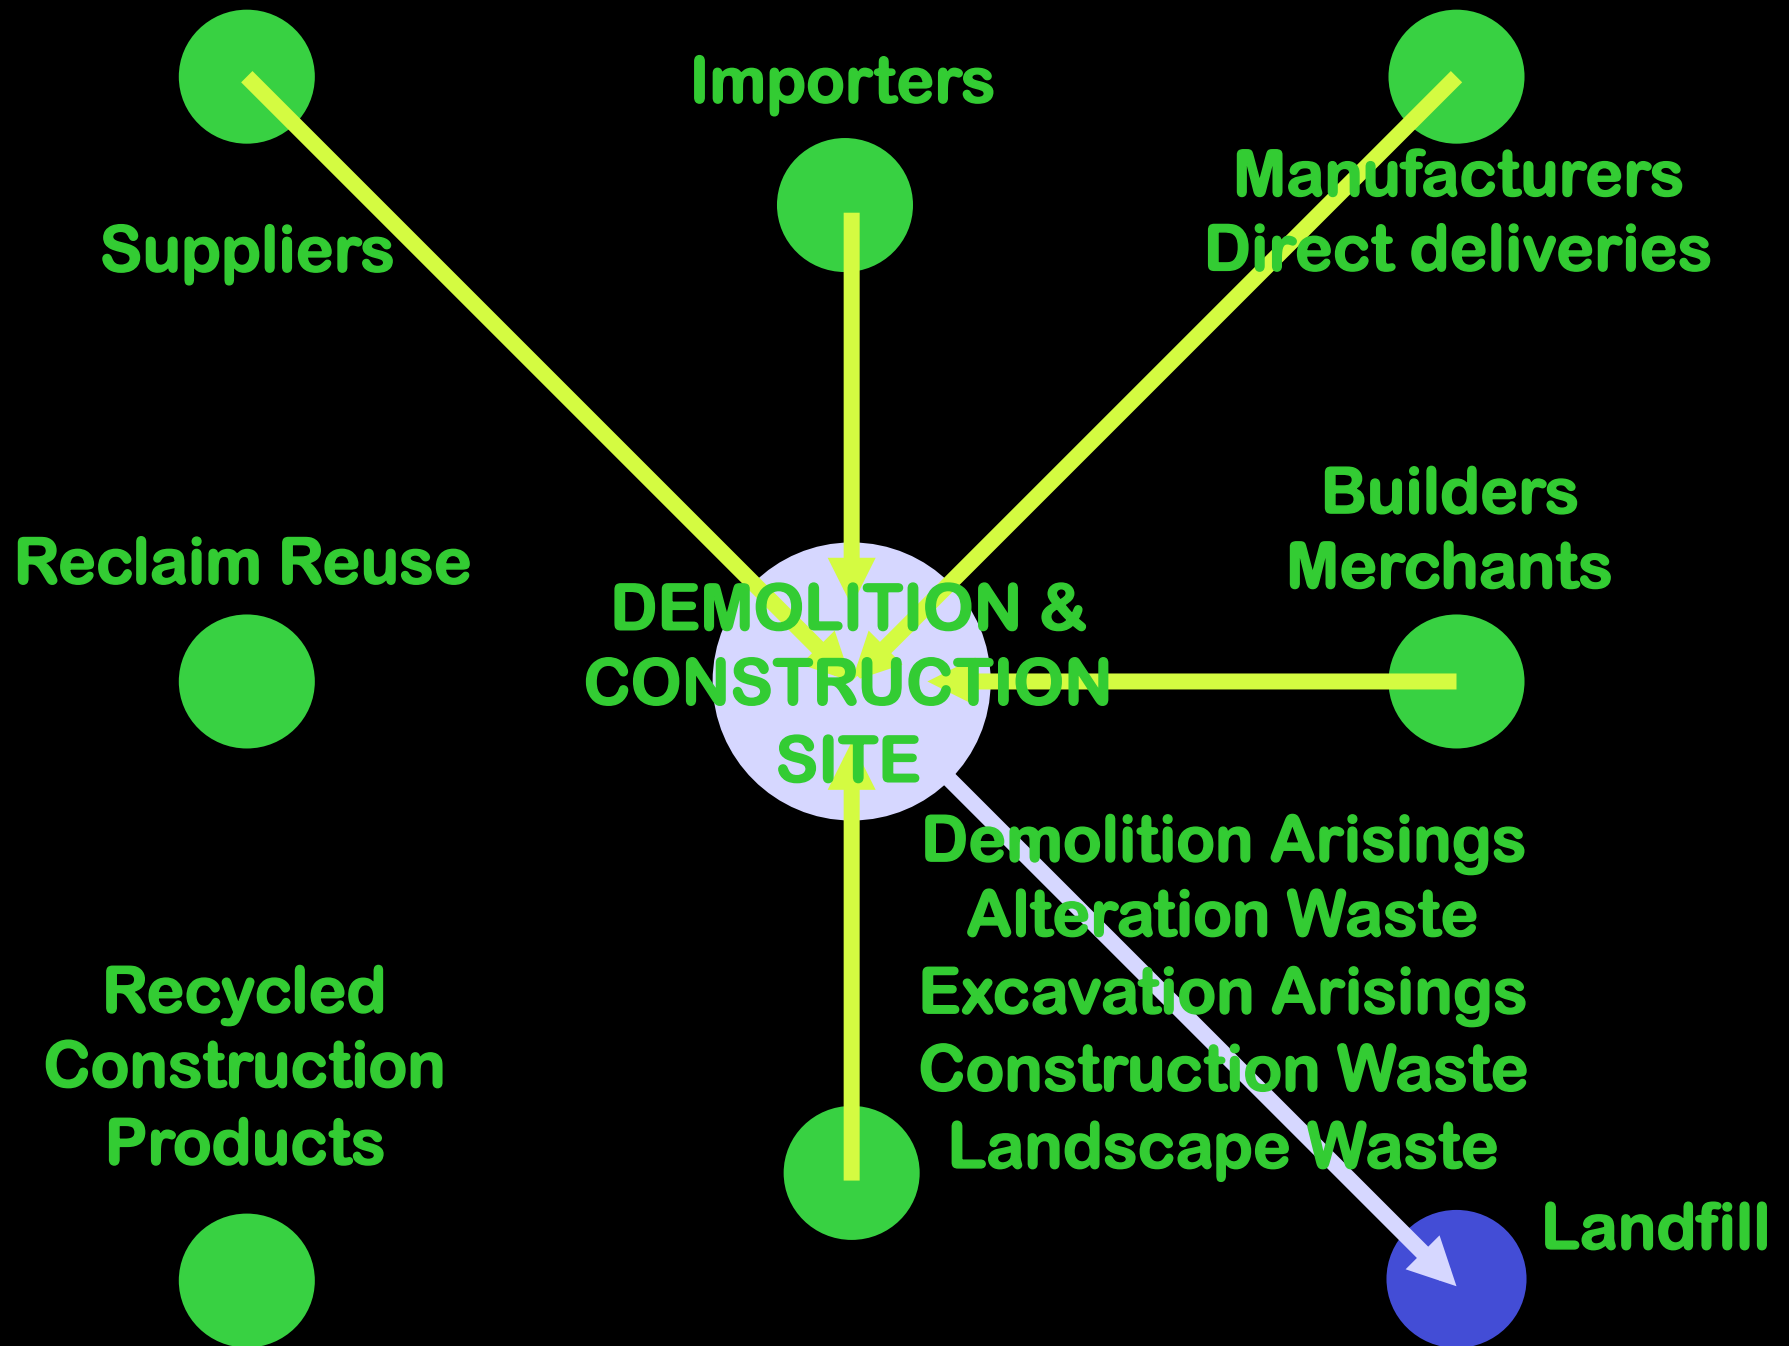 Importers
Manufacturers
Direct deliveries
Suppliers
Builders
Merchants
Reclaim Reuse
DEMOLITION &
CONSTRUCTION
SITE
Demolition Arisings
Alteration Waste
Excavation Arisings
Construction Waste
Landscape Waste
Recycled
Construction
Products
Landfill